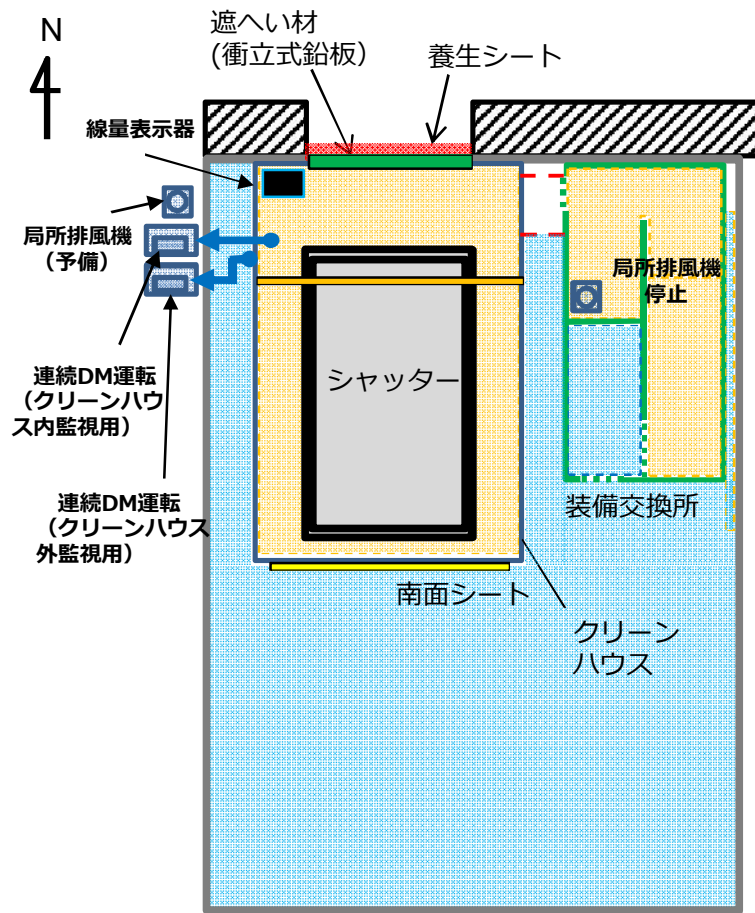 N
遮へい材
(衝立式鉛板）
養生シート
線量表示器
局所排風機
（予備）
局所排風機
停止
シャッター
連続DM運転
（クリーンハウ
ス内監視用）
連続DM運転
（クリーンハウス
外監視用）
装備交換所
南面シート
クリーン
ハウス